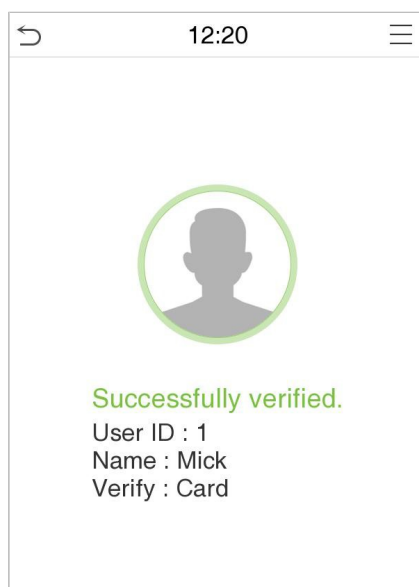 12:20
Successfully verified.
User ID : 1
Name : Mick
Verify : Card